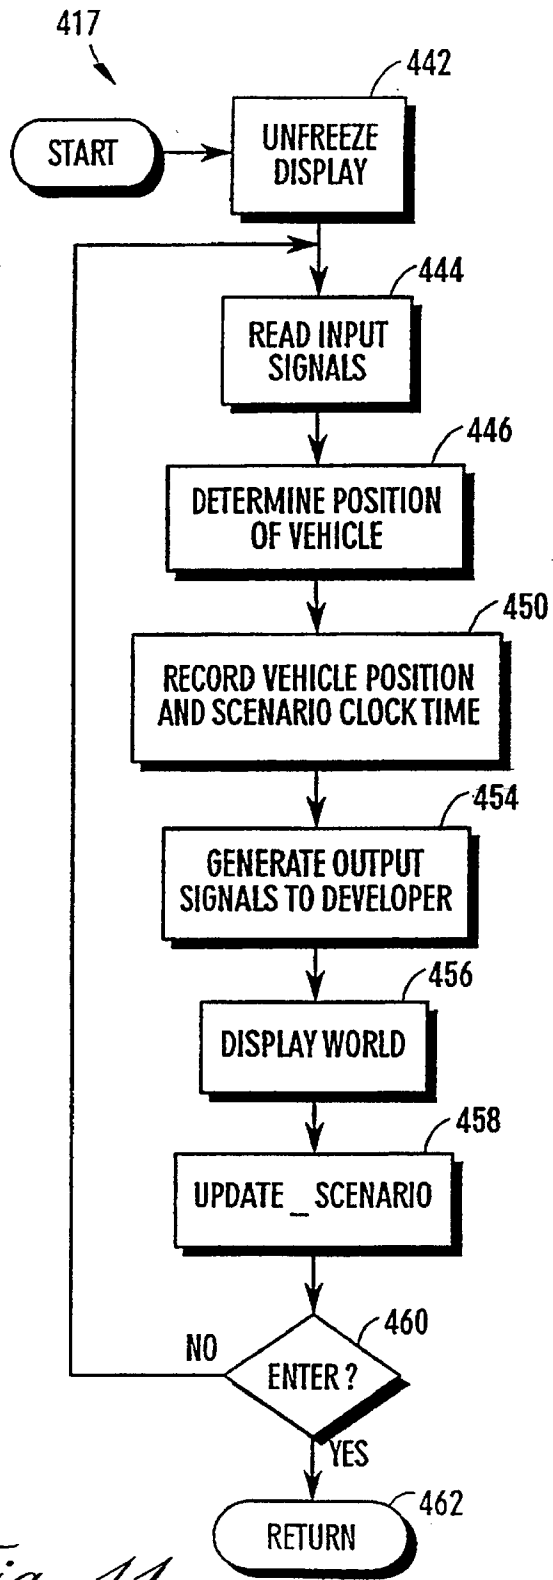 417
442
START
UNFREEZE
DISPLAY
444
READ INPUT
SIGNALS
446
DETERMINE POSITION
OF VEHICLE
450
RECORD VEHICLE POSITION
AND SCENARIO CLOCK TIME
454
GENERATE OUTPUT
SIGNALS TO DEVELOPER
456
DISPLAY WORLD
458
UPDATE _ SCENARIO
460
NO
ENTER ?
YES
462
RETURN
Fig. 11